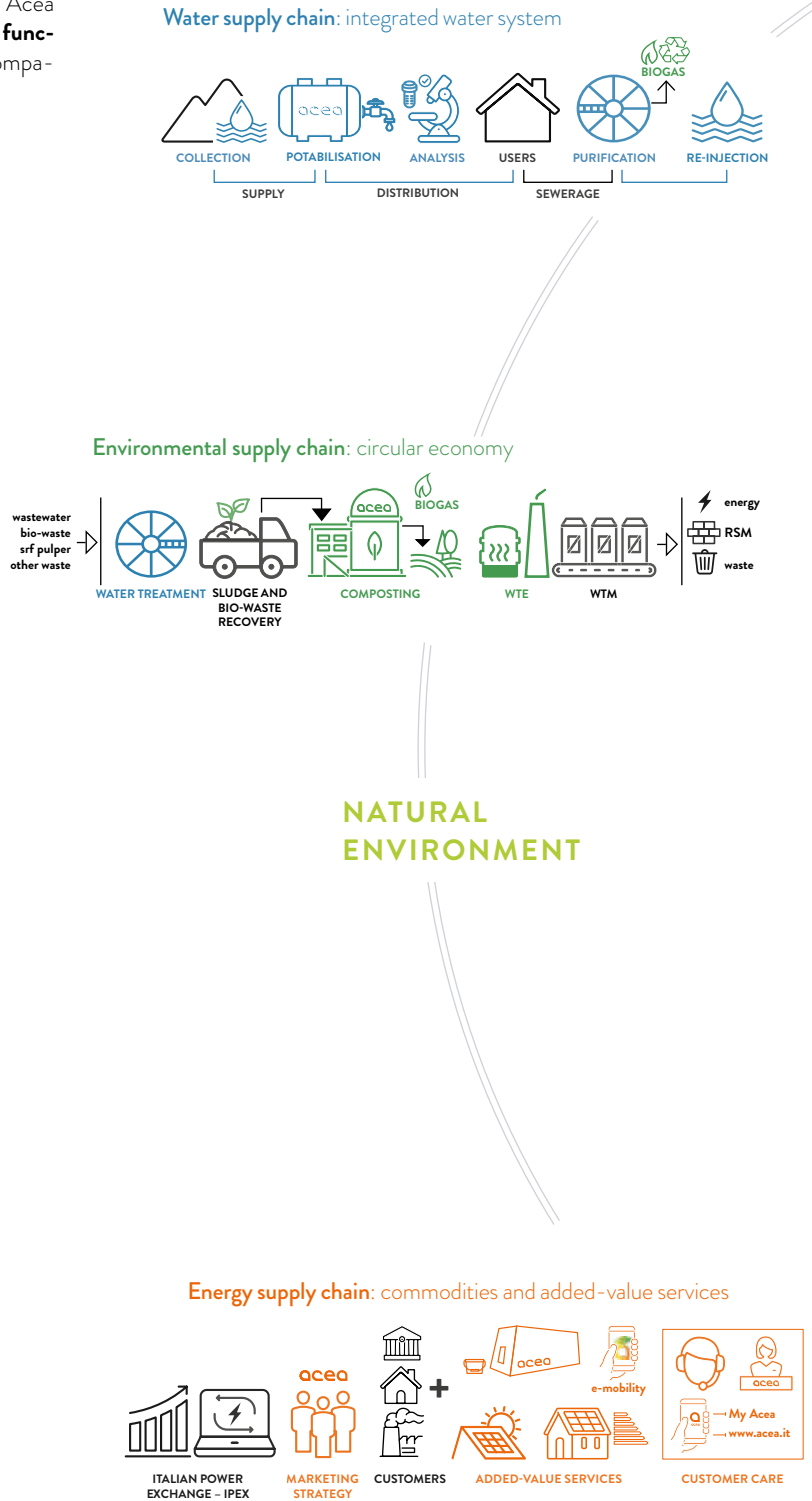 Acea
func-
ompa-
Water supply chain: integrated water system
BIOGAS
acea
COLLECTION
POTABILISATION
ANALYSIS
USERS
PURIFICATION
RE-INJECTION
SUPPLY
DISTRIBUTION
SEWERAGE
Environmental supply chain: circular economy
wastewater
bio-waste
srf pulper
other waste
acea
BIOGAS
energy
RSM
waste
WATER TREATMENT
SLUDGE AND
BIO-WASTE
RECOVERY
COMPOSTING
WTE
WTM
NATURAL
ENVIRONMENT
Energy supply chain: commodities and added-value services
acea
+
acea
e-mobility
acea
My Acea
www.acea.it
ITALIAN POWER
EXCHANGE – IPEX
MARKETING
STRATEGY
CUSTOMERS
ADDED-VALUE SERVICES
CUSTOMER CARE